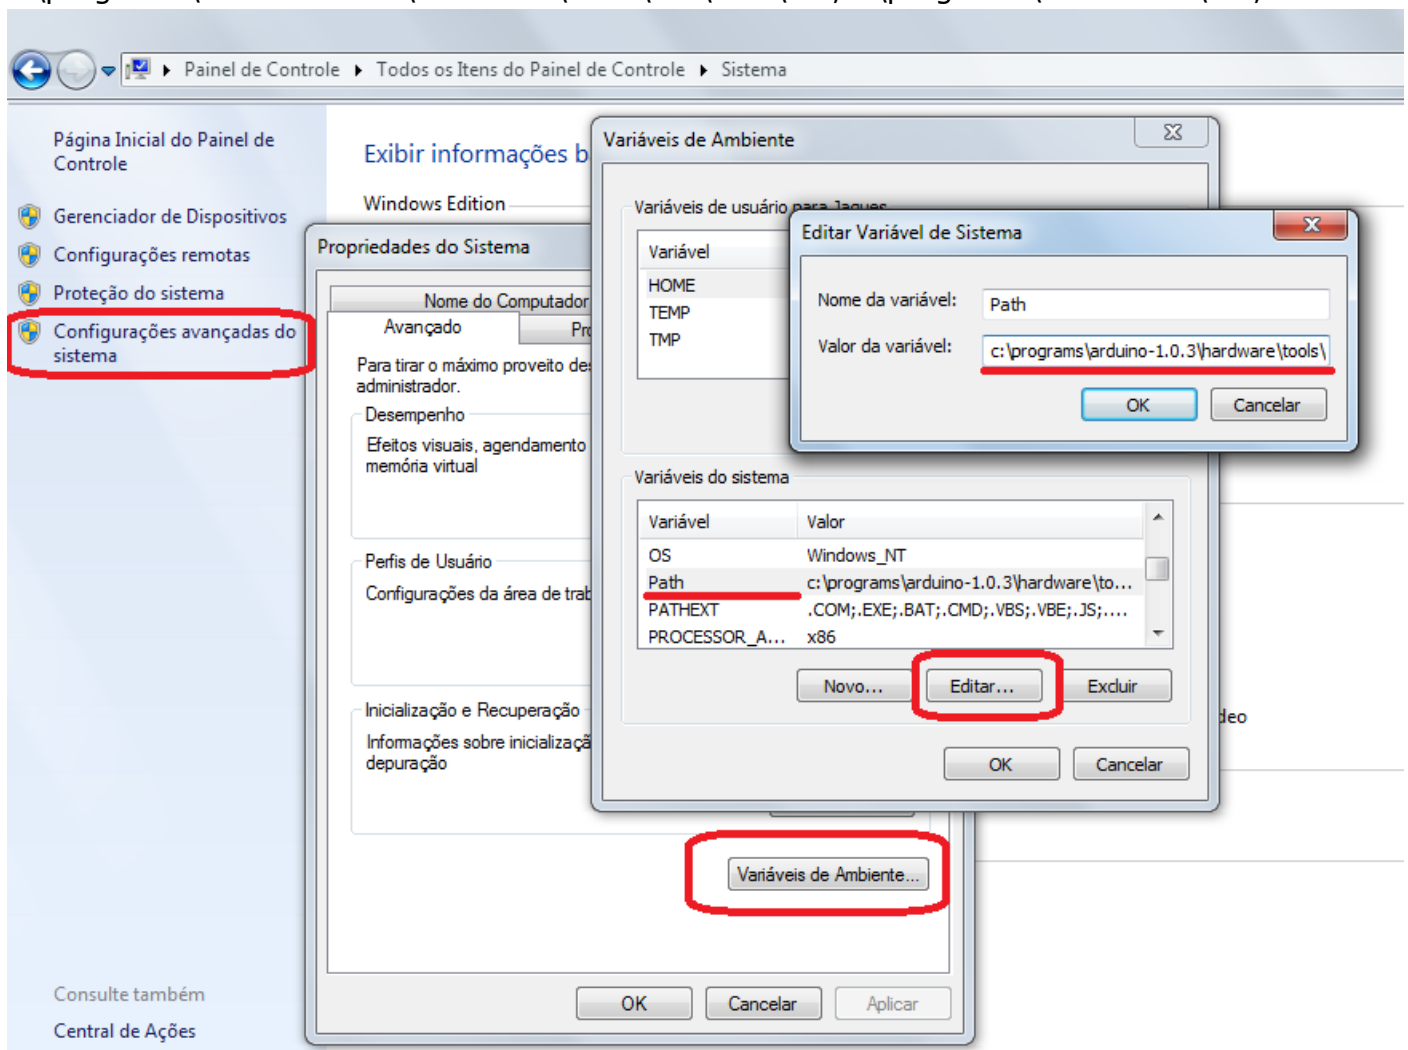 Painel de Controle ▸ Todos os Itens do Painel de Controle ▸ Sistema
Página Inicial do Painel de
Controle
Gerenciador de Dispositivos
Configurações remotas
Proteção do sistema
Configurações avançadas do
sistema
Consulte também
Central de Ações
Exibir informações b
Windows Edition
Propriedades do Sistema
Nome do Computador
Avançado
Para tirar o máximo proveito des
administrador.
Desempenho
Efeitos visuais, agendamento
memória virtual
Perfis de Usuário
Configurações da área de trab
Inicialização e Recuperação
Informações sobre inicializaçã
depuração
Variáveis de Ambiente...
OK
Cancelar
Aplicar
Variáveis de Ambiente
Variáveis de usuário para Jaques
Variável
HOME
TEMP
TMP
Variáveis do sistema
Variável Valor
OS Windows_NT
Path c:\programs\arduino-1.0.3\hardware\to...
PATHEXT .COM;.EXE;.BAT;.CMD;.VBS;.VBE;.JS;....
PROCESSOR_A... x86
Novo...
Editar...
Excluir
OK
Cancelar
Editar Variável de Sistema
Nome da variável: Path
Valor da variável: c:\programs\arduino-1.0.3\hardware\tools\
OK
Cancelar
deo